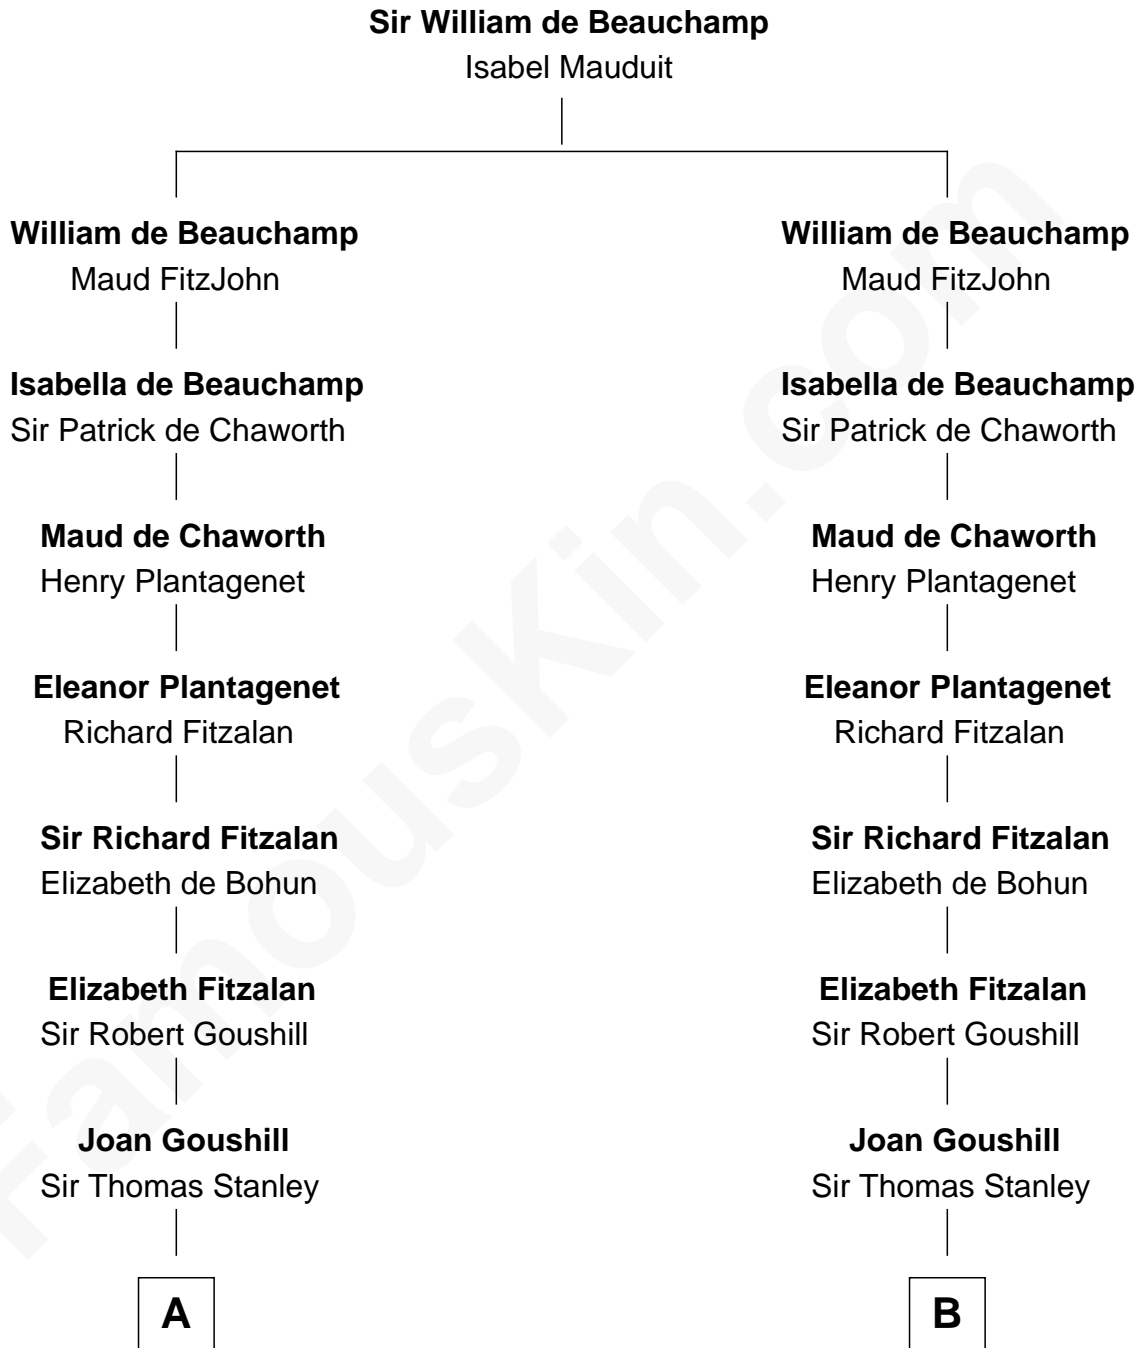 Sir William de Beauchamp
Isabel Mauduit
William de Beauchamp
Maud FitzJohn
William de Beauchamp
Maud FitzJohn
Isabella de Beauchamp
Sir Patrick de Chaworth
Isabella de Beauchamp
Sir Patrick de Chaworth
Maud de Chaworth
Henry Plantagenet
Maud de Chaworth
Henry Plantagenet
Eleanor Plantagenet
Richard Fitzalan
Eleanor Plantagenet
Richard Fitzalan
Sir Richard Fitzalan
Elizabeth de Bohun
Sir Richard Fitzalan
Elizabeth de Bohun
Elizabeth Fitzalan
Sir Robert Goushill
Elizabeth Fitzalan
Sir Robert Goushill
Joan Goushill
Sir Thomas Stanley
Joan Goushill
Sir Thomas Stanley
A
B
FamousKin.com